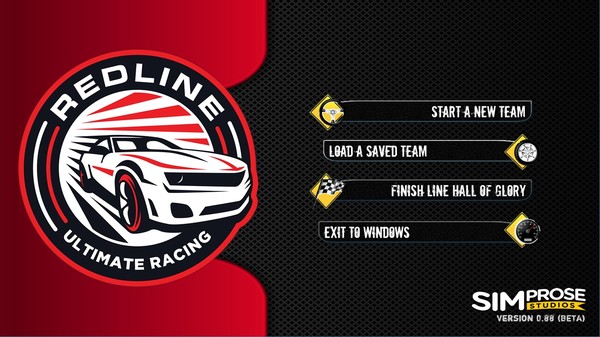 REDLINE
ULTIMATE RACING
START A NEW TEAM
LOAD A SAVED TEAM
FINISH LINE HALL OF GLORY
EXIT TO WINDOWS
SIMPROSE
STUDIOS
VERSION 0.88 (BETA)